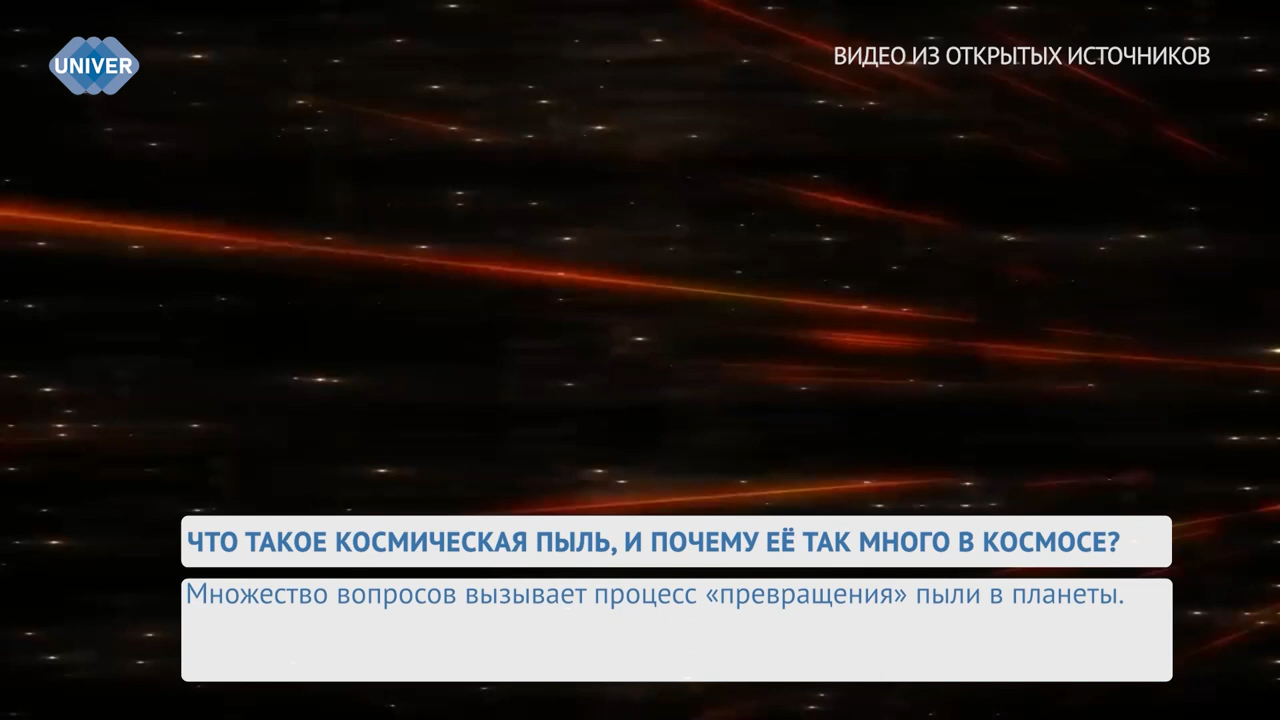 UNIVER
ВИДЕО ИЗ ОТКРЫТЫХ ИСТОЧНИКОВ
ЧТО ТАКОЕ КОСМИЧЕСКАЯ ПЫЛЬ, И ПОЧЕМУ ЕЁ ТАК МНОГО В КОСМОСЕ?
Множество вопросов вызывает процесс «превращения» пыли в планеты.